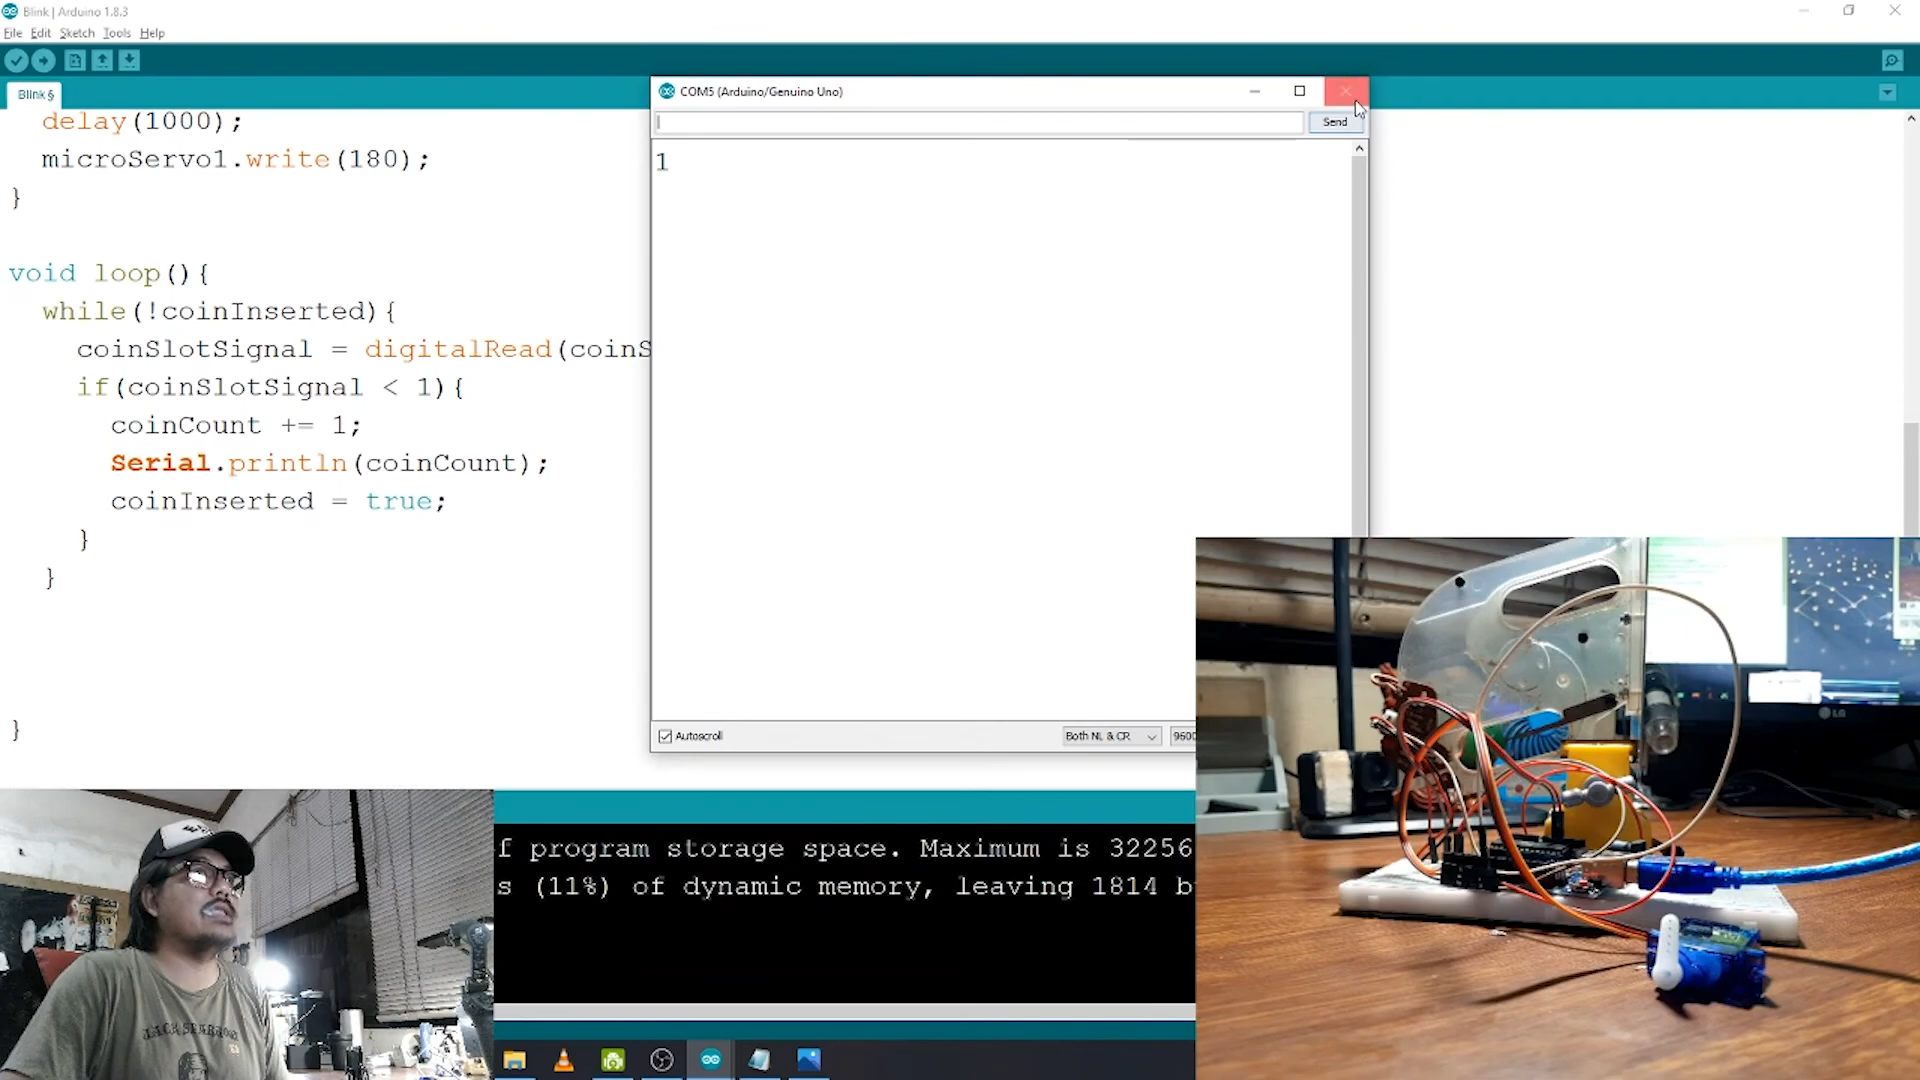 Blink | Arduino 1.8.3
File Edit Sketch Tools Help
Blink §
delay(1000);
microServo1.write(180);
}
void loop(){
while(!coinInserted){
coinSlotSignal = digitalRead(coinS
if(coinSlotSignal < 1){
coinCount += 1;
Serial.println(coinCount);
coinInserted = true;
}
}
}
COM5 (Arduino/Genuino Uno)
Send
1
Autoscroll
Both NL & CR
9600
f program storage space. Maximum is 32256
s (11%) of dynamic memory, leaving 1814 b
LG